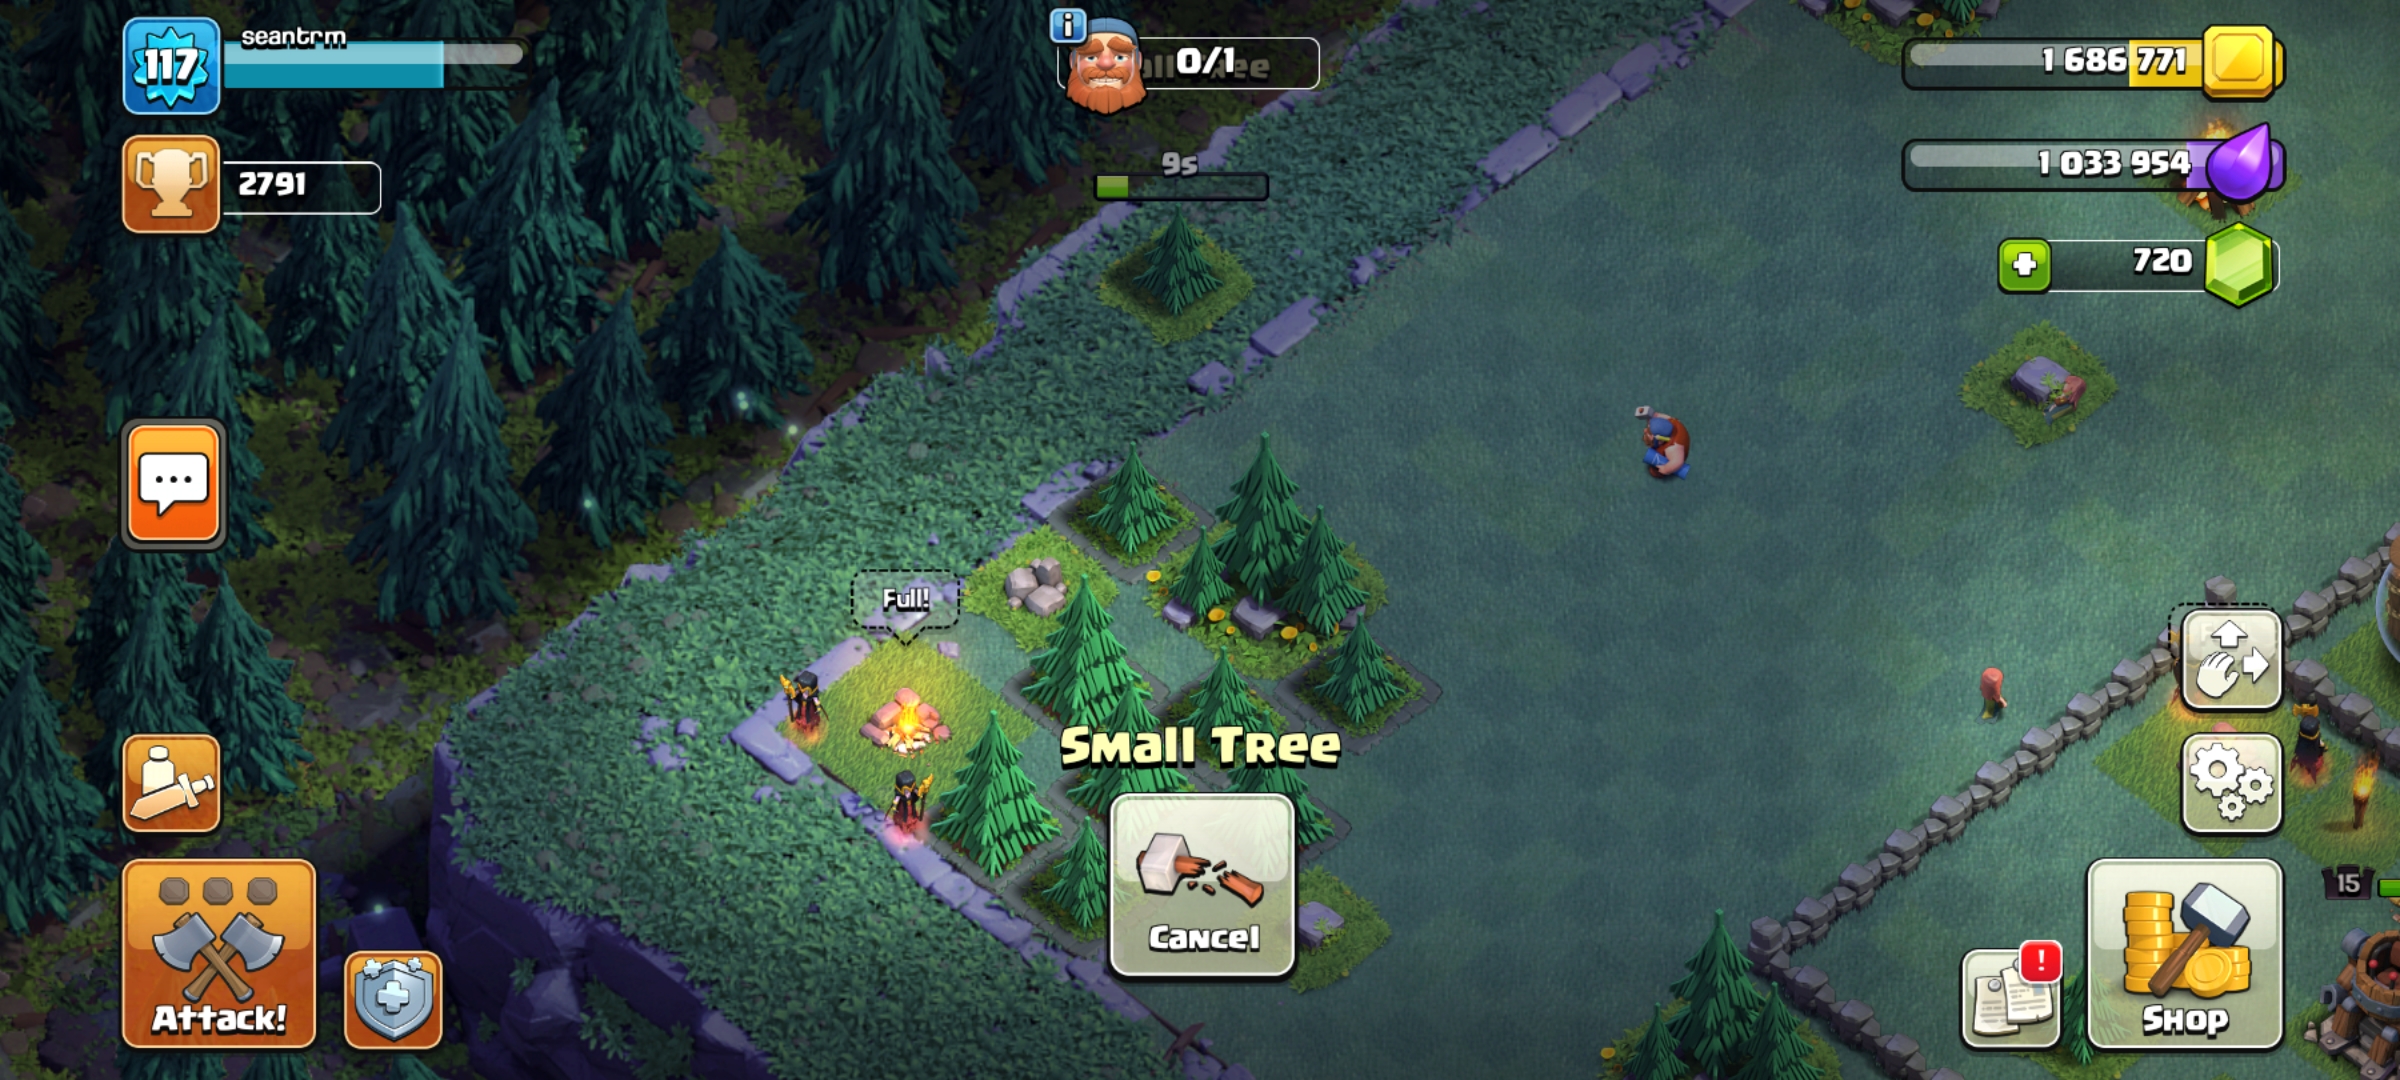 117
seantrm
0/1
1 686 771
9s
1 033 954
2791
720
Full!
Small Tree
Cancel
15
Attack!
!
Shop